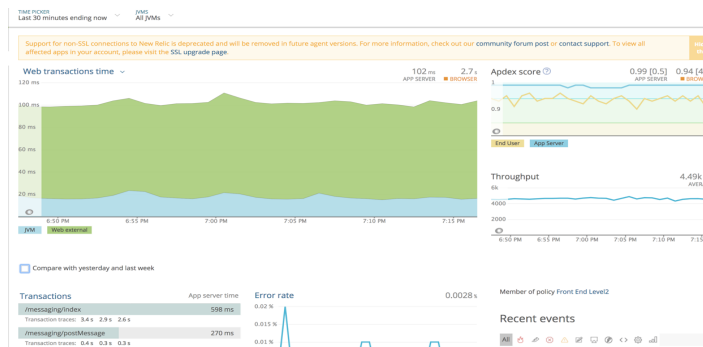 TIME PICKER
Last 30 minutes ending now
JVMS
All JVMs
Support for non-SSL connections to New Relic is deprecated and will be removed in future agent versions. For more information, check out our community forum post or contact support. To view all
affected apps in your account, please visit the SSL upgrade page.
Web transactions time
102 ms
APP SERVER
2.7 s
BROWSER
120 ms
100 ms
80 ms
60 ms
40 ms
20 ms
6:50 PM
6:55 PM
7:00 PM
7:05 PM
7:10 PM
7:15 PM
JVM
Web external
Apdex score
0.99 [0.5]
APP SERVER
0.94 [4
BROW
1
0.9
End User
App Server
Throughput
4.49k
AVER
6k
4000
2000
6:50 PM
6:55 PM
7:00 PM
7:05 PM
7:10 PM
7:15
Compare with yesterday and last week
Transactions
App server time
/messaging/index
598 ms
Transaction traces: 3.4 s 2.9 s 2.6 s
/messaging/postMessage
270 ms
Transaction traces: 0.4 s 0.3 s 0.3 s
Error rate
0.0028 s
0.02 %
0.015 %
0.01 %
Member of policy Front End Level2
Recent events
All